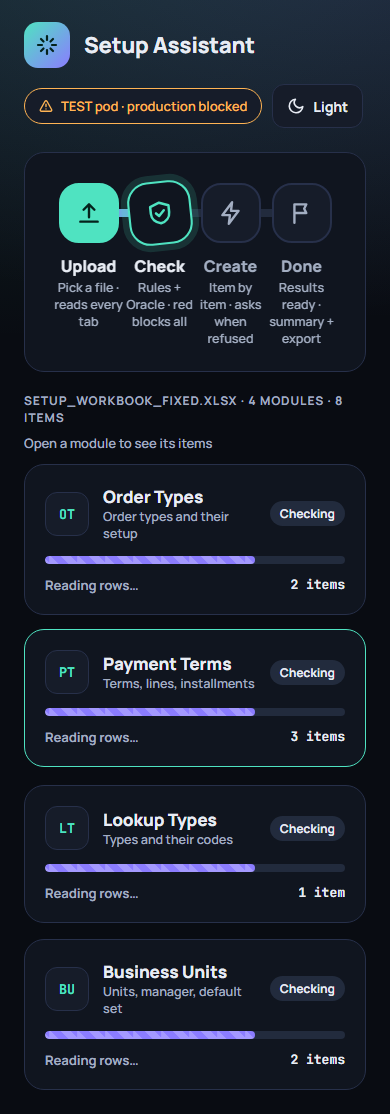 Setup Assistant
TEST pod · production blocked
Light
Upload
Pick a file ·
reads every
tab
Check
Rules +
Oracle · red
blocks all
Create
Item by
item · asks
when
refused
Done
Results
ready ·
summary +
export
SETUP_WORKBOOK_FIXED.XLSX · 4 MODULES · 8
ITEMS
Open a module to see its items
OT
Order Types
Order types and their
setup
Checking
Reading rows…
2 items
PT
Payment Terms
Terms, lines, installments
Checking
Reading rows…
3 items
LT
Lookup Types
Types and their codes
Checking
Reading rows…
1 item
BU
Business Units
Units, manager, default
set
Checking
Reading rows…
2 items